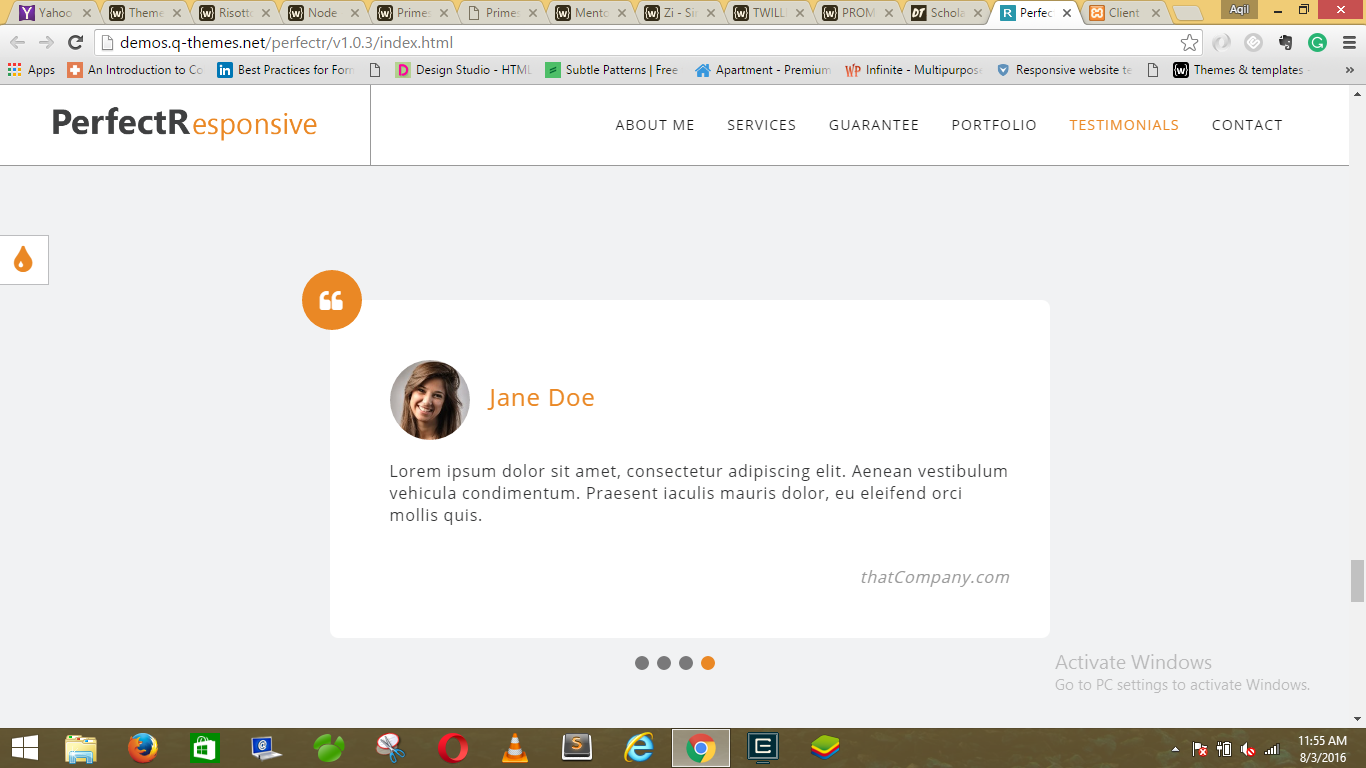 Yahoo
Theme
Risotto
Node
Primes
Primes
Mento
Zi - Si
TWILL
PROM
Schola
Perfec
Client
Aqil
demos.q-themes.net/perfectr/v1.0.3/index.html
Apps
An Introduction to Co
Best Practices for For
Design Studio - HTML
Subtle Patterns | Free
Apartment - Premium
Infinite - Multipurpose
Responsive website te
Themes & templates
»
PerfectResponsive
ABOUT ME
SERVICES
GUARANTEE
PORTFOLIO
TESTIMONIALS
CONTACT
Jane Doe
Lorem ipsum dolor sit amet, consectetur adipiscing elit. Aenean vestibulum
vehicula condimentum. Praesent iaculis mauris dolor, eu eleifend orci
mollis quis.
thatCompany.com
Activate Windows
Go to PC settings to activate Windows.
11:55 AM
8/3/2016